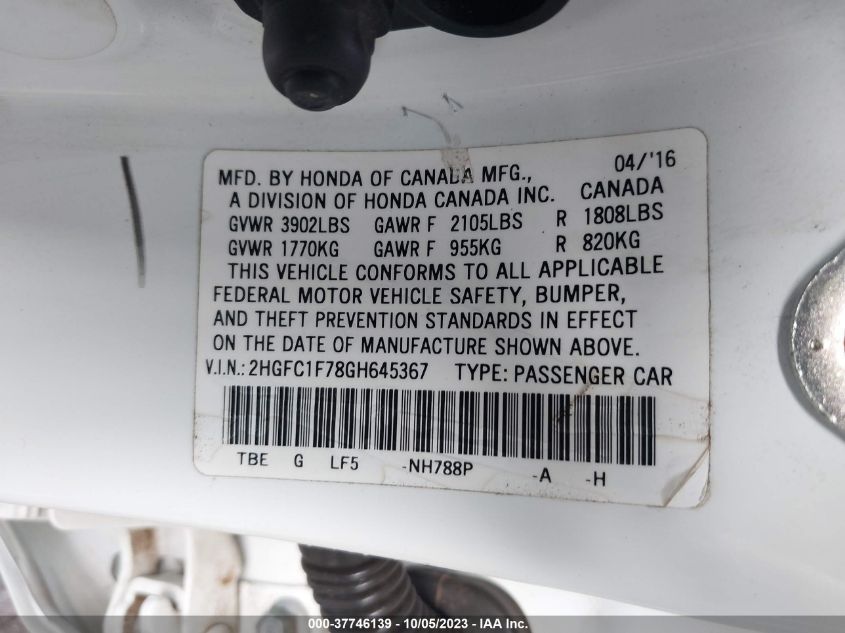 04/'16
MFD. BY HONDA OF CANADA MFG.,
A DIVISION OF HONDA CANADA INC. CANADA
GVWR 3902LBS GAWR F 2105LBS R 1808LBS
GVWR 1770KG GAWR F 955KG R 820KG
THIS VEHICLE CONFORMS TO ALL APPLICABLE
FEDERAL MOTOR VEHICLE SAFETY, BUMPER,
AND THEFT PREVENTION STANDARDS IN EFFECT
ON THE DATE OF MANUFACTURE SHOWN ABOVE.
V.I.N.: 2HGFC1F78GH645367 TYPE: PASSENGER CAR
TBE G LF5 -NH788P -A -H
000-37746139 - 10/05/2023 - IAA Inc.